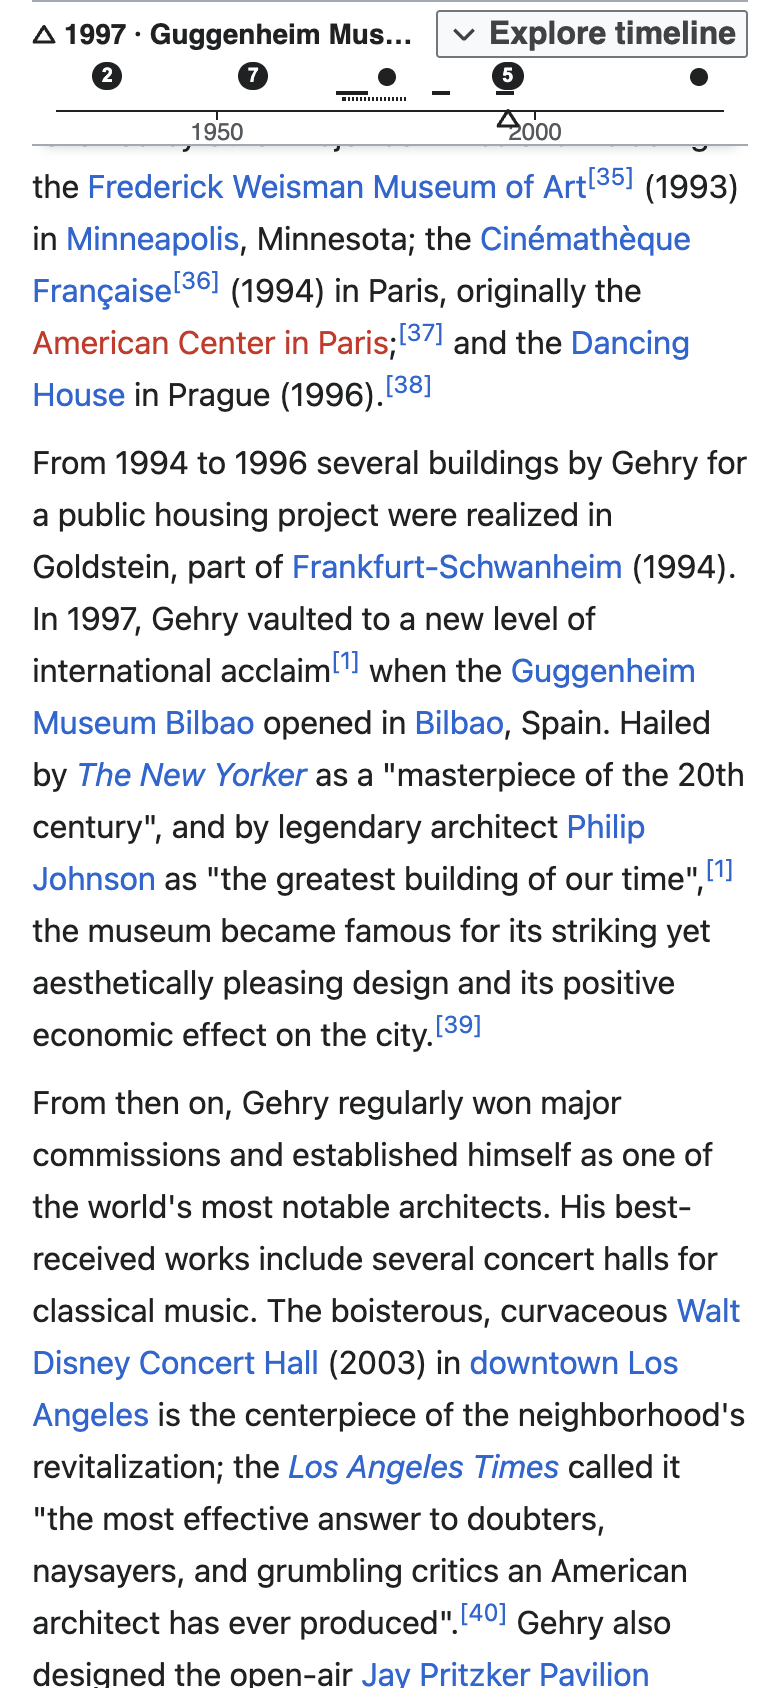 △ 1997 · Guggenheim Mus...
Explore timeline
2 7 5
1950 2000
the Frederick Weisman Museum of Art[35] (1993)
in Minneapolis, Minnesota; the Cinémathèque
Française[36] (1994) in Paris, originally the
American Center in Paris;[37] and the Dancing
House in Prague (1996).[38]
From 1994 to 1996 several buildings by Gehry for
a public housing project were realized in
Goldstein, part of Frankfurt-Schwanheim (1994).
In 1997, Gehry vaulted to a new level of
international acclaim[1] when the Guggenheim
Museum Bilbao opened in Bilbao, Spain. Hailed
by The New Yorker as a "masterpiece of the 20th
century", and by legendary architect Philip
Johnson as "the greatest building of our time",[1]
the museum became famous for its striking yet
aesthetically pleasing design and its positive
economic effect on the city.[39]
From then on, Gehry regularly won major
commissions and established himself as one of
the world's most notable architects. His best-
received works include several concert halls for
classical music. The boisterous, curvaceous Walt
Disney Concert Hall (2003) in downtown Los
Angeles is the centerpiece of the neighborhood's
revitalization; the Los Angeles Times called it
"the most effective answer to doubters,
naysayers, and grumbling critics an American
architect has ever produced".[40] Gehry also
designed the open-air Jay Pritzker Pavilion